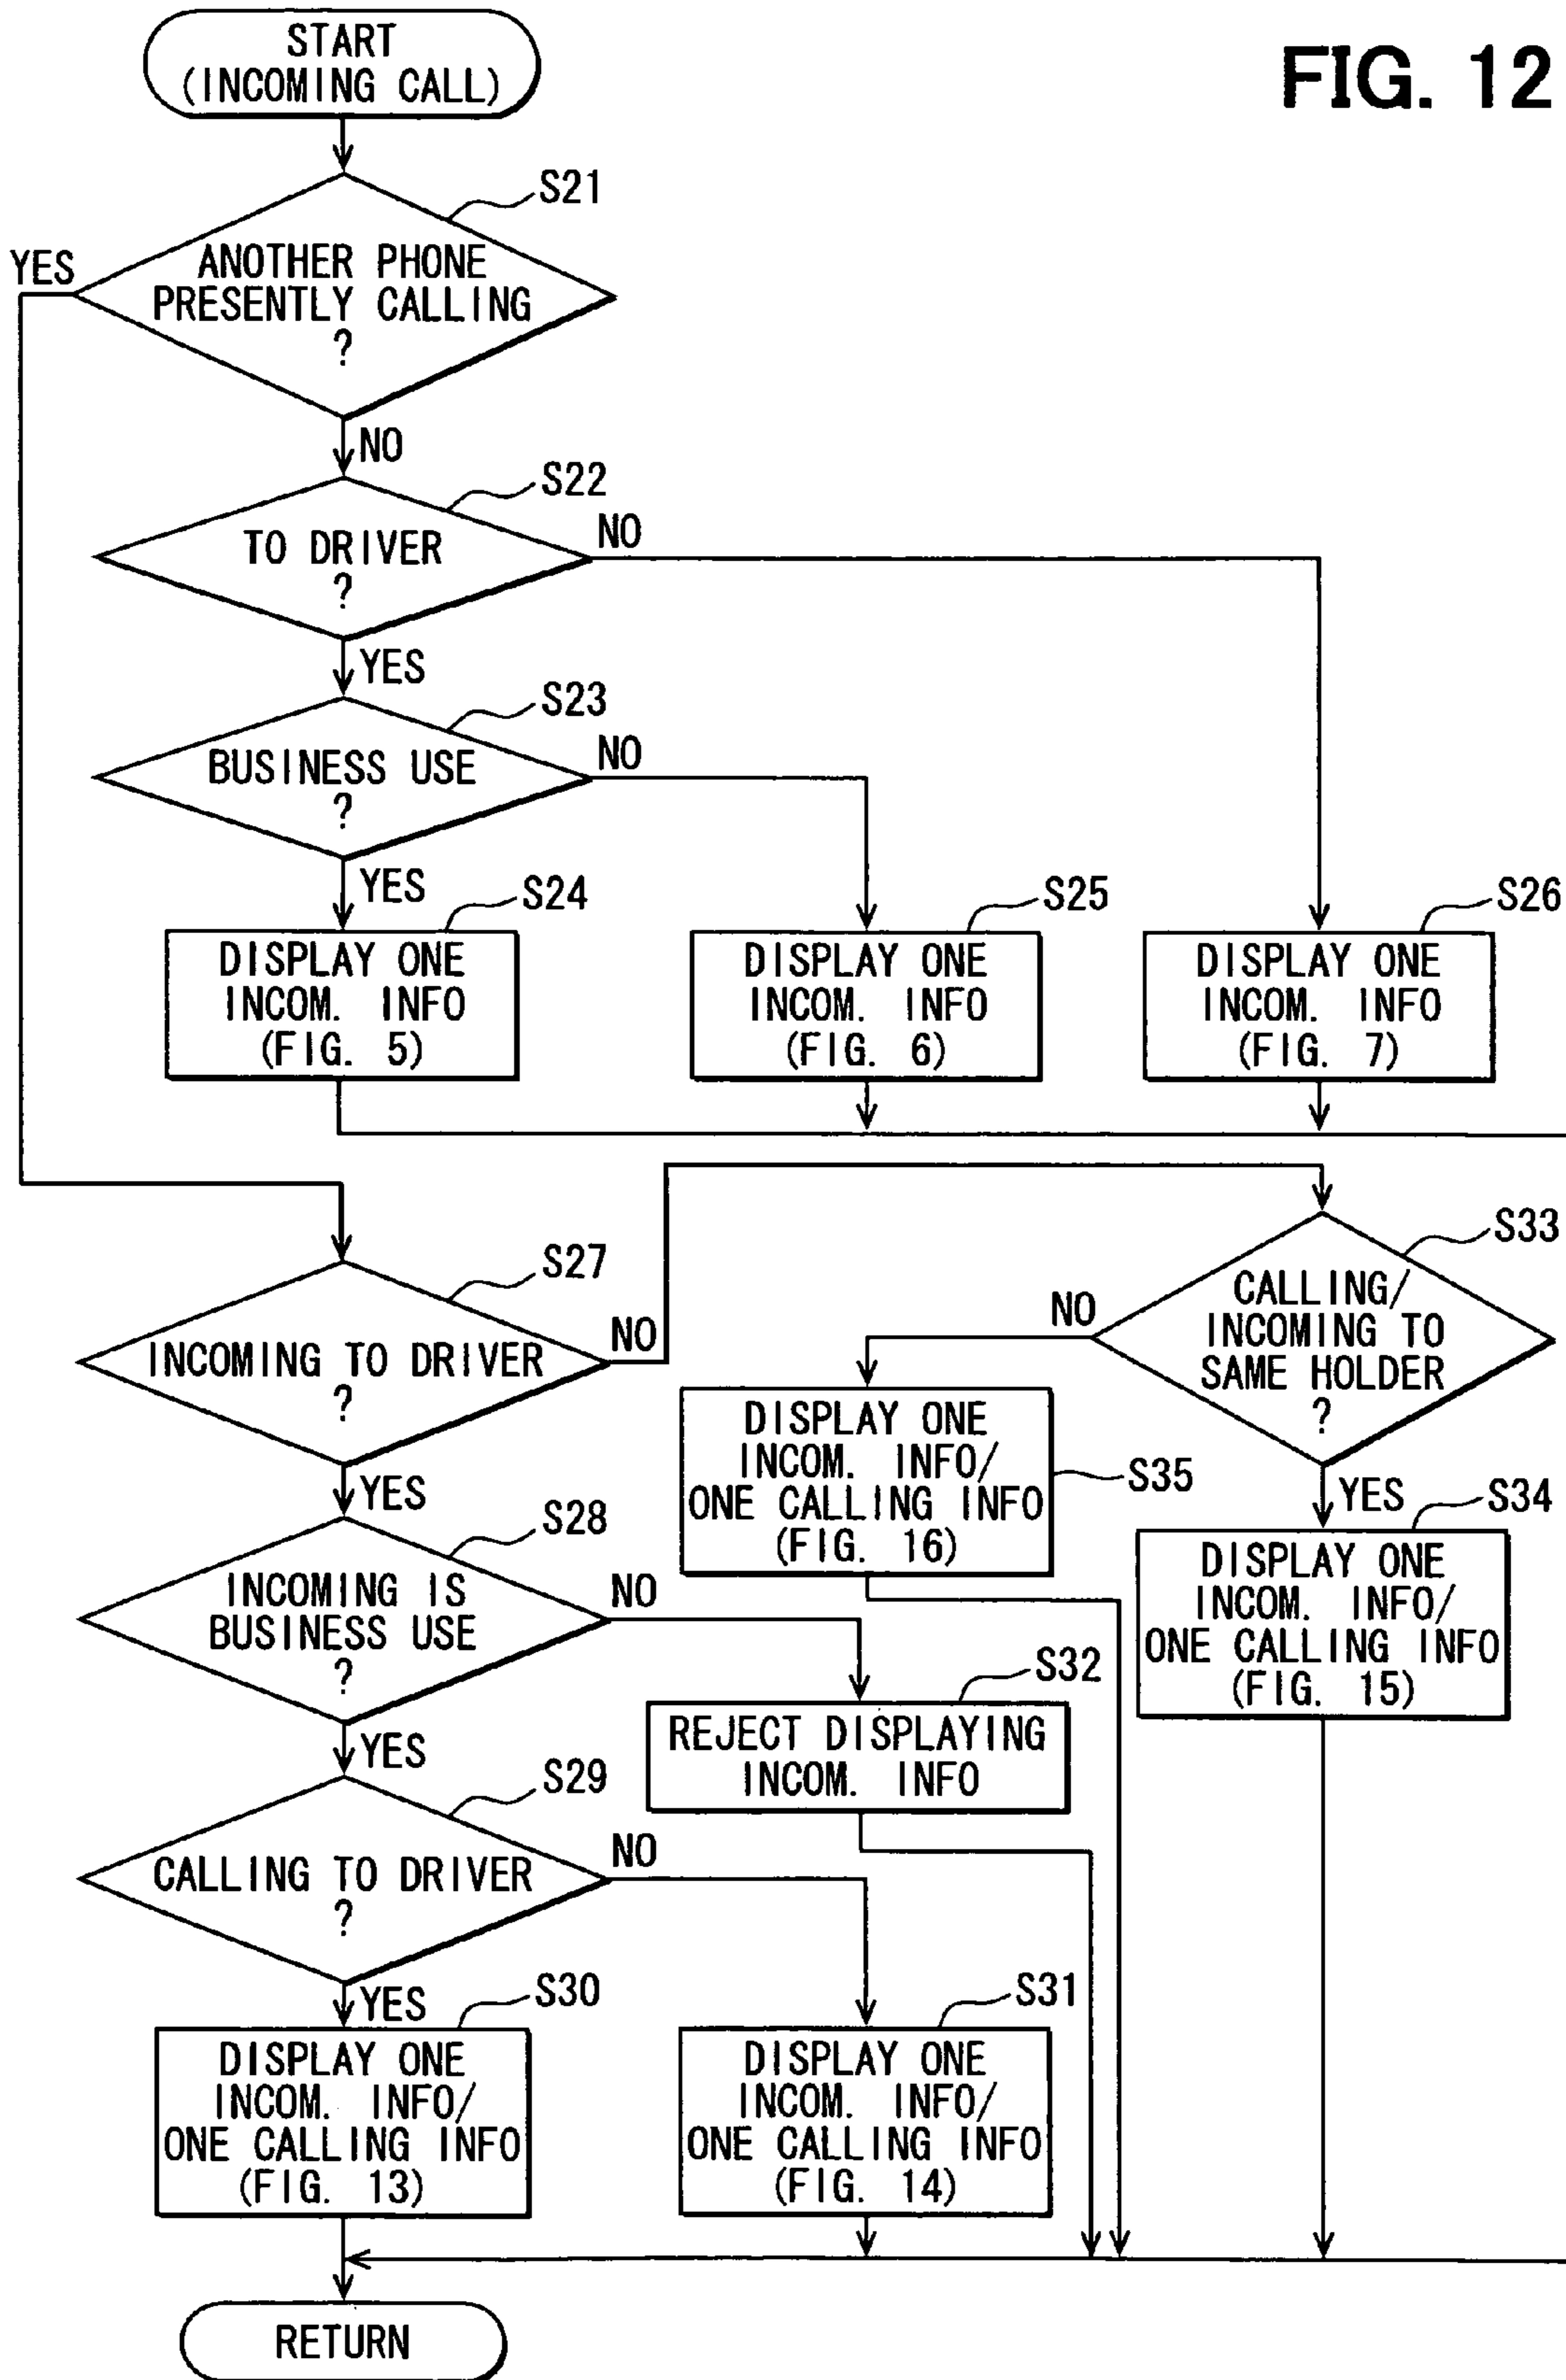 FIG. 12
START
(INCOMING CALL)
S21
YES
ANOTHER PHONE
PRESENTLY CALLING
?
NO
S22
TO DRIVER
?
NO
YES
S23
BUSINESS USE
?
NO
YES
S24
DISPLAY ONE
INCOM. INFO
(FIG. 5)
S25
DISPLAY ONE
INCOM. INFO
(FIG. 6)
S26
DISPLAY ONE
INCOM. INFO
(FIG. 7)
S27
INCOMING TO DRIVER
?
NO
YES
S33
CALLING/
INCOMING TO
SAME HOLDER
?
NO
YES
S35
DISPLAY ONE
INCOM. INFO/
ONE CALLING INFO
(FIG. 16)
S34
DISPLAY ONE
INCOM. INFO/
ONE CALLING INFO
(FIG. 15)
S28
INCOMING IS
BUSINESS USE
?
NO
YES
S32
REJECT DISPLAYING
INCOM. INFO
S29
CALLING TO DRIVER
?
NO
YES
S30
DISPLAY ONE
INCOM. INFO/
ONE CALLING INFO
(FIG. 13)
S31
DISPLAY ONE
INCOM. INFO/
ONE CALLING INFO
(FIG. 14)
RETURN